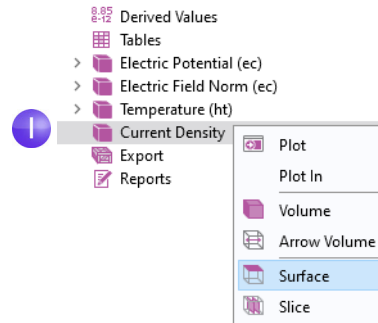 8.85
e-12 Derived Values
Tables
> Electric Potential (ec)
> Electric Field Norm (ec)
> Temperature (ht)
I Current Density
Export
Reports
Plot
Plot In
Volume
Arrow Volume
Surface
Slice